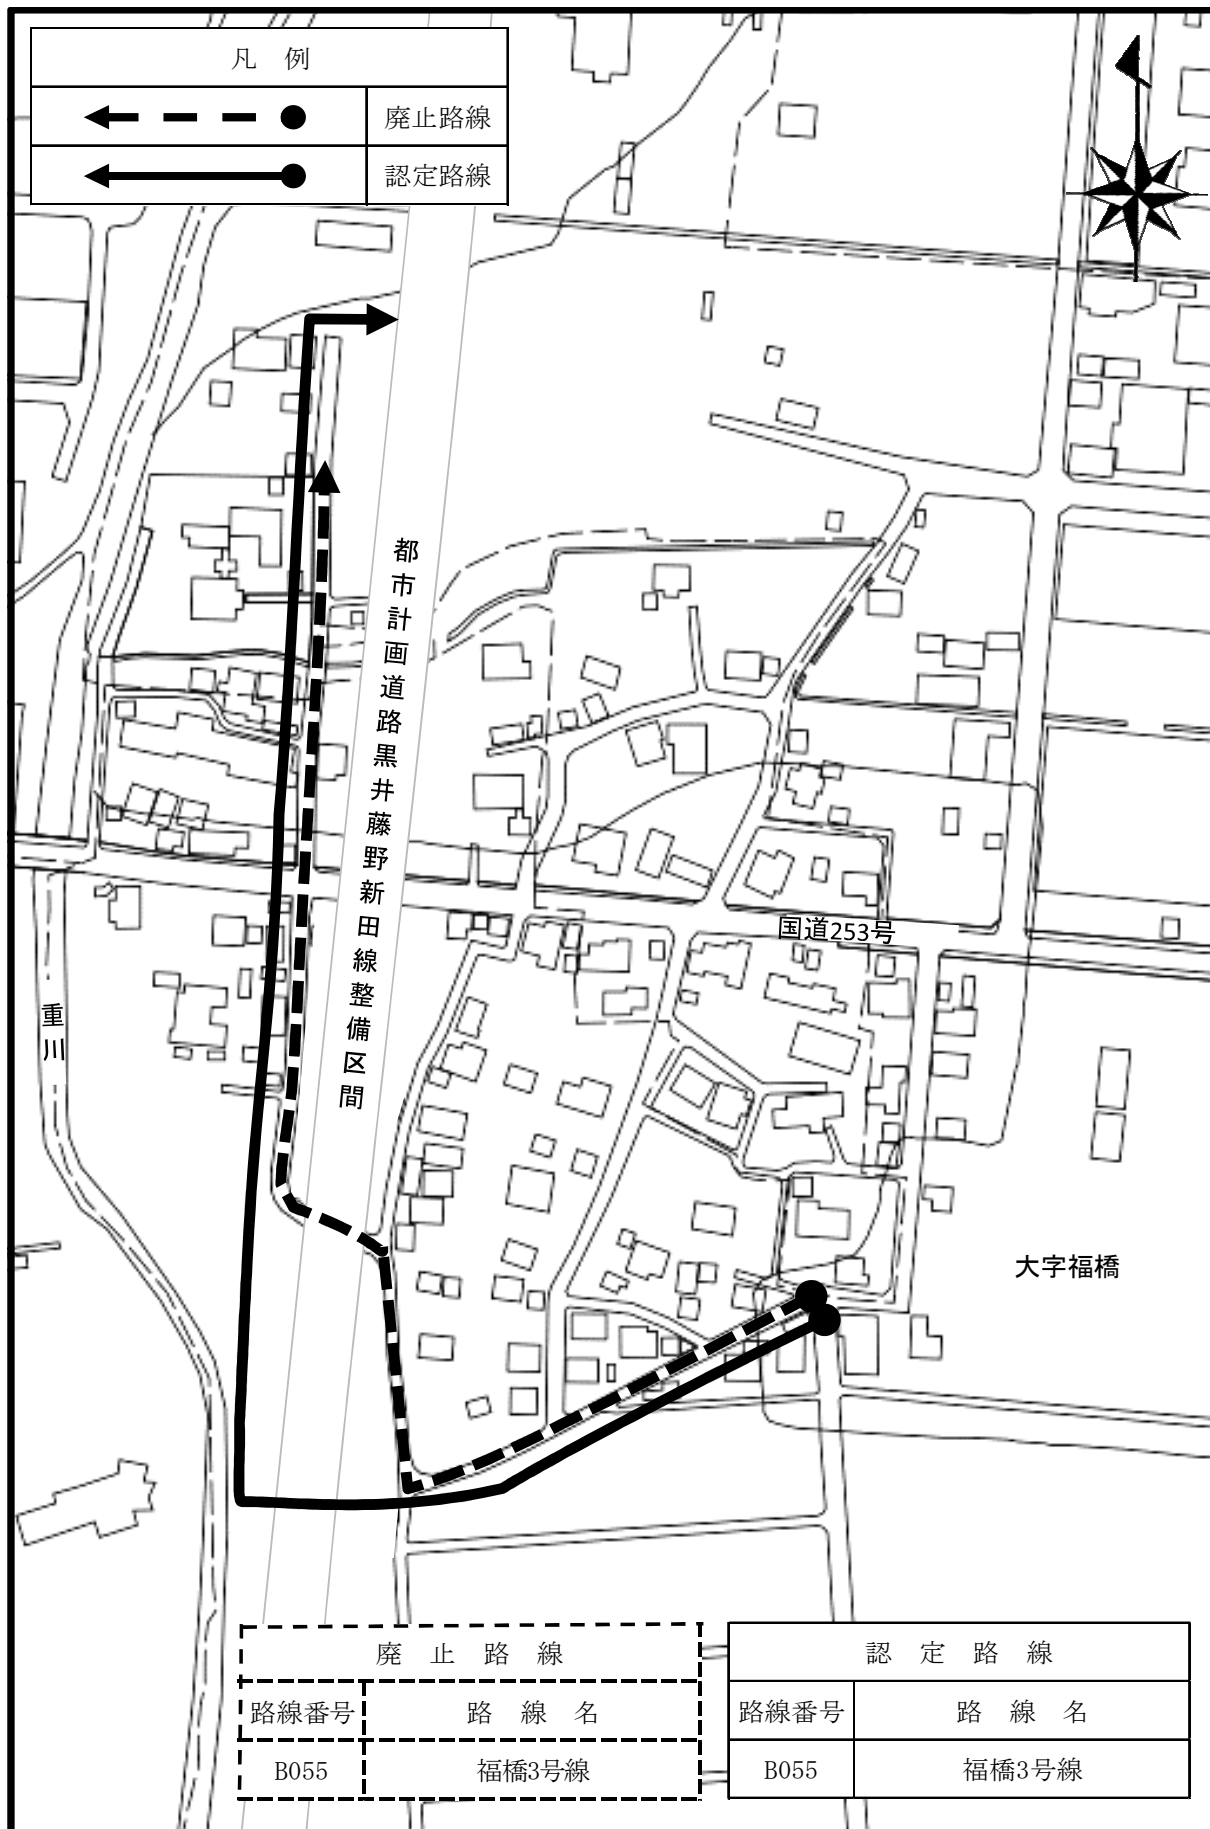 凡 例
廃止路線
認定路線
都市計画道路黒井藤野新田線整備区間
国道253号
重川
大字福橋
廃 止 路 線
路線番号 路 線 名
B055 福橋3号線
認 定 路 線
路線番号 路 線 名
B055 福橋3号線